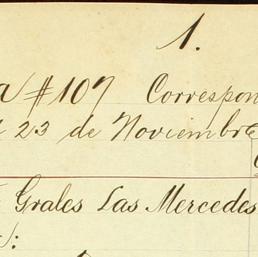 1.
a #107 Correspon
23 de Noviembre
Grales Las Mercedes